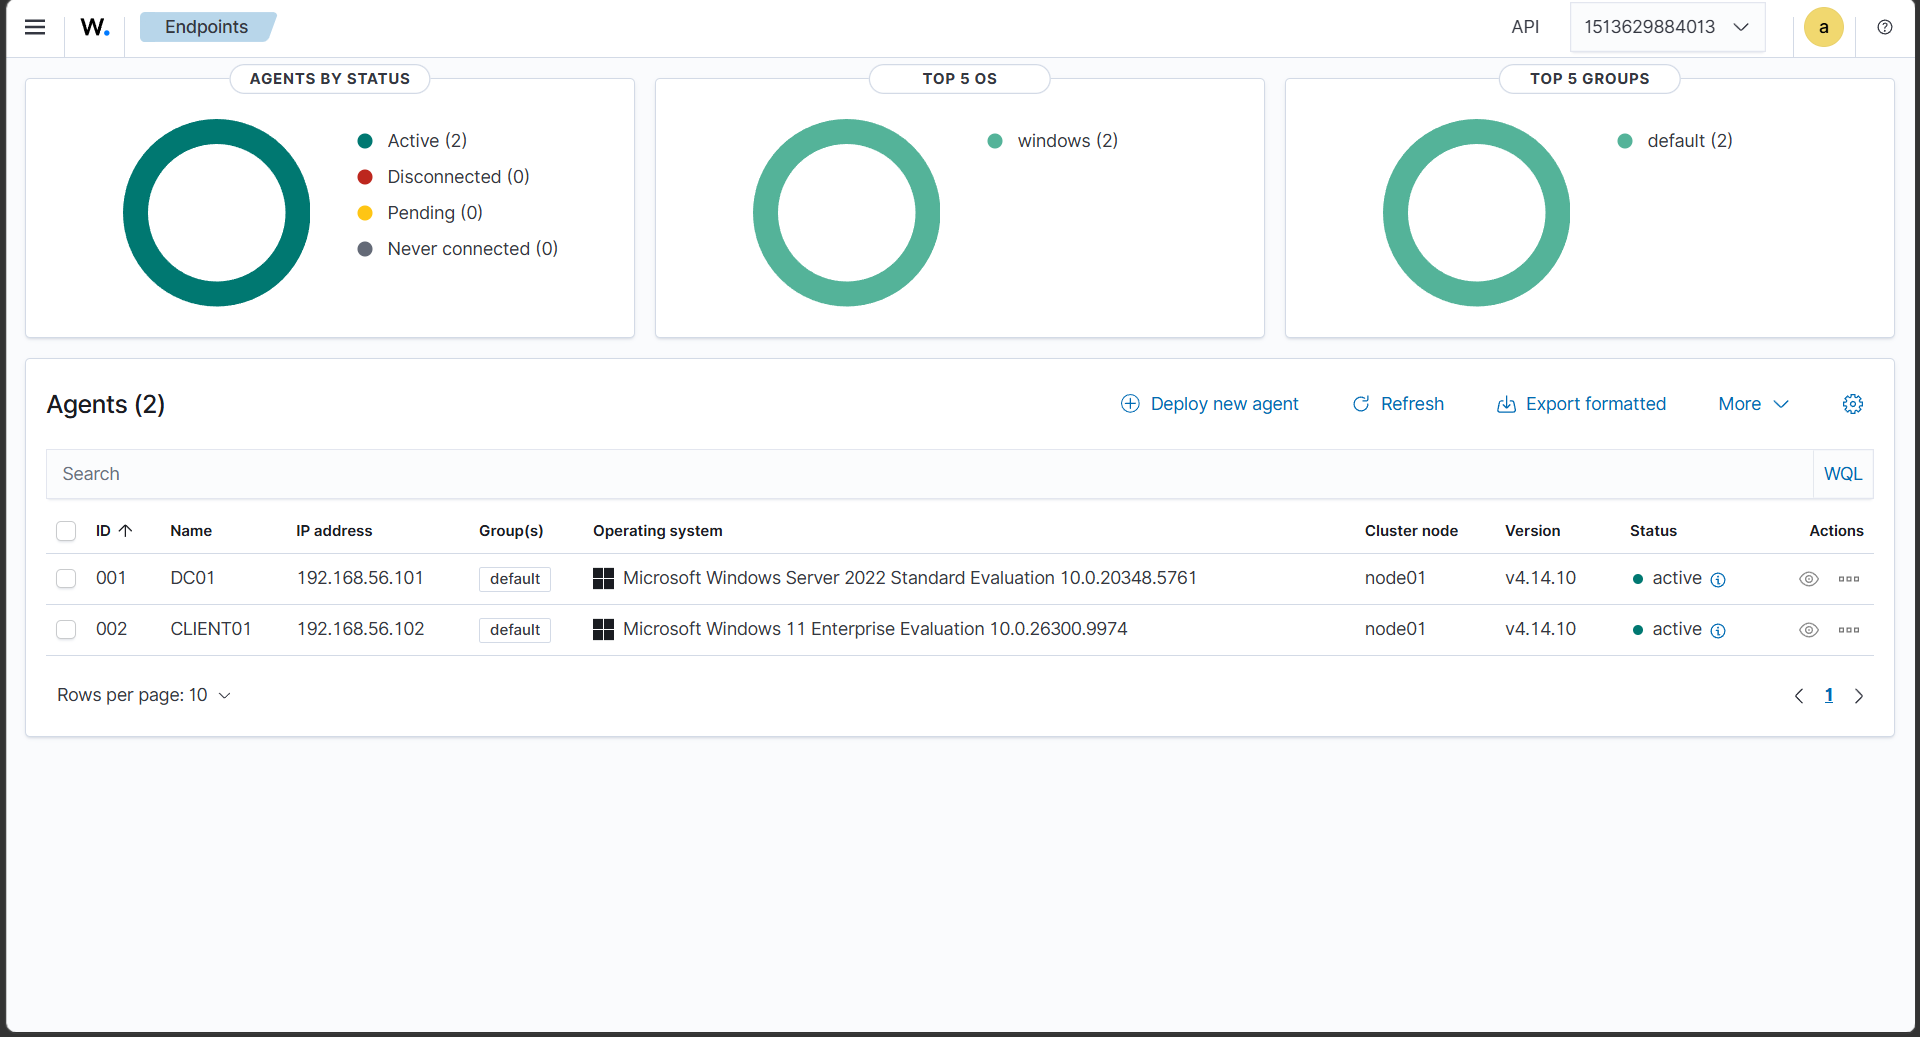 W. Endpoints API 1513629884013 a
AGENTS BY STATUS
Active (2)
Disconnected (0)
Pending (0)
Never connected (0)
TOP 5 OS
windows (2)
TOP 5 GROUPS
default (2)
Agents (2) Deploy new agent Refresh Export formatted More
Search WQL
ID Name IP address Group(s) Operating system Cluster node Version Status Actions
001 DC01 192.168.56.101 default Microsoft Windows Server 2022 Standard Evaluation 10.0.20348.5761 node01 v4.14.10 active
002 CLIENT01 192.168.56.102 default Microsoft Windows 11 Enterprise Evaluation 10.0.26300.9974 node01 v4.14.10 active
Rows per page: 10 1